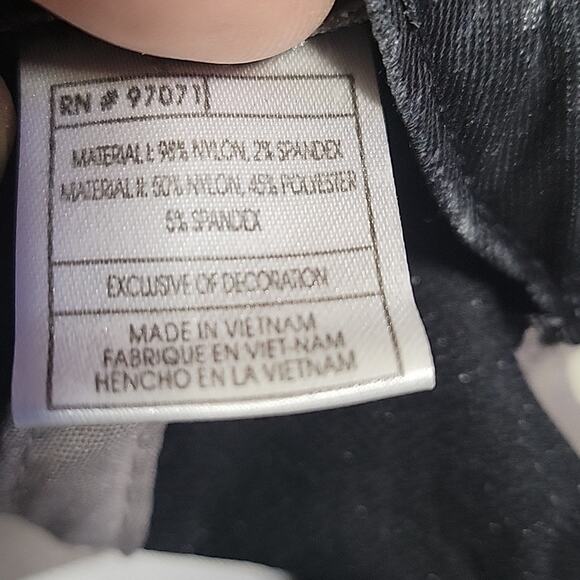 RN # 97071
MATERIAL I: 98% NYLON, 2% SPANDEX
MATERIAL II: 50% NYLON, 45% POLYESTER
5% SPANDEX
EXCLUSIVE OF DECORATION
MADE IN VIETNAM
FABRIQUE EN VIET-NAM
HENCHO EN LA VIETNAM